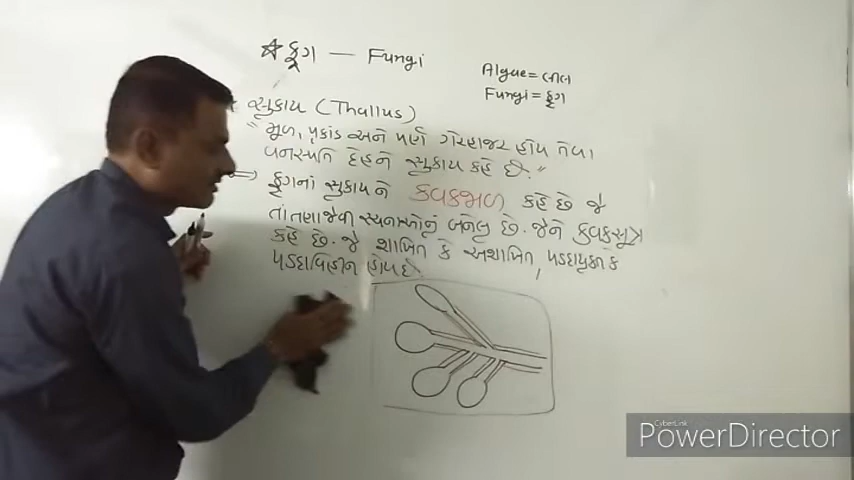 ☆ ફૂગ — Fungi
Algae = લીલ
Fungi = ફૂગ
* સુકાય (Thallus)
"મૂળ, પ્રકાંડ અને પર્ણ ગેરહાજર હોય તેવા
વનસ્પતિ દેહને સુકાય કહે છે."
⇒ ફૂગનાં સુકાય ને કવકજાળ કહે છે જે
તાંતણા જેવી રચનાઓનું બનેલુ છે. જેને કવકસૂત્ર
કહે છે. જે શાખિત કે અશાખિત, પડદાયુક્ત કે
પડદાવિહીન હોય છે.
CyberLink
PowerDirector